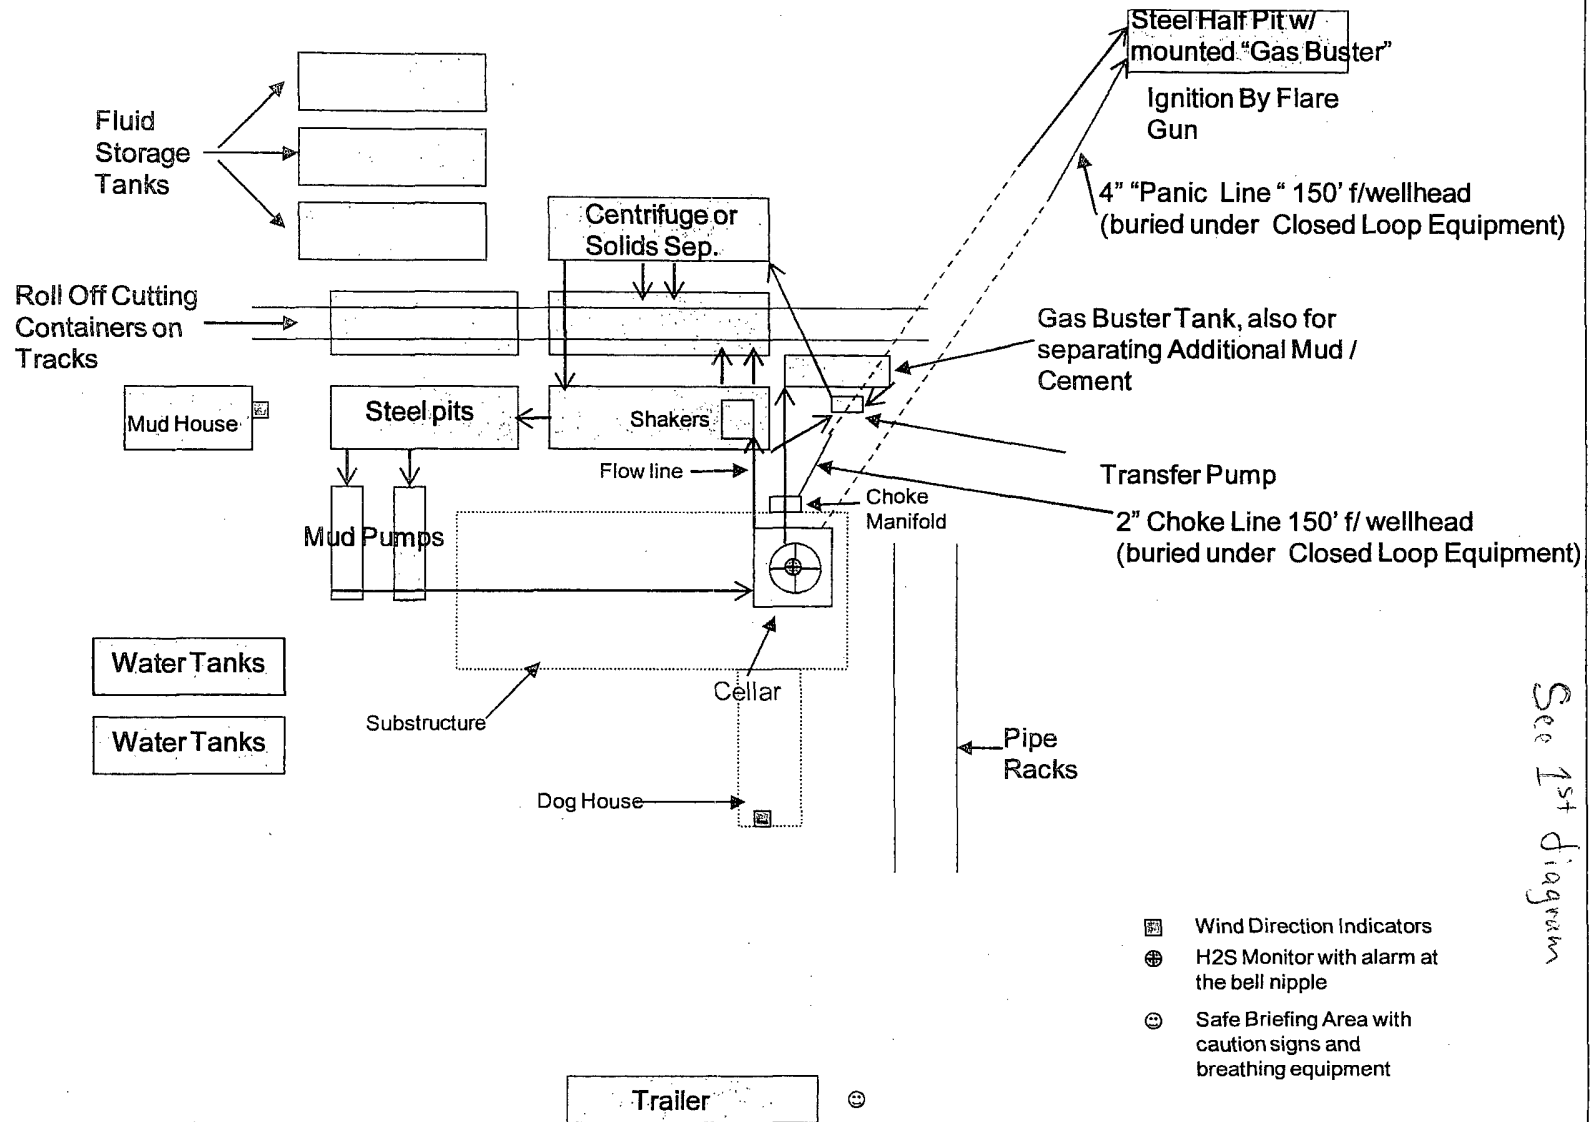 Steel Half Pit w/
mounted "Gas Buster"
Ignition By Flare
Gun
Fluid
Storage
Tanks
4" "Panic Line " 150' f/wellhead
(buried under Closed Loop Equipment)
Centrifuge or
Solids Sep.
Roll Off Cutting
Containers on
Tracks
Gas Buster Tank, also for
separating Additional Mud /
Cement
Mud House
Steel pits
Shakers
Flow line
Transfer Pump
Choke
Manifold
2" Choke Line 150' f/ wellhead
(buried under Closed Loop Equipment)
Mud Pumps
Water Tanks
Cellar
Substructure
Water Tanks
Pipe
Racks
Dog House
See 1st diagram
Wind Direction Indicators
H2S Monitor with alarm at
the bell nipple
Safe Briefing Area with
caution signs and
breathing equipment
Trailer